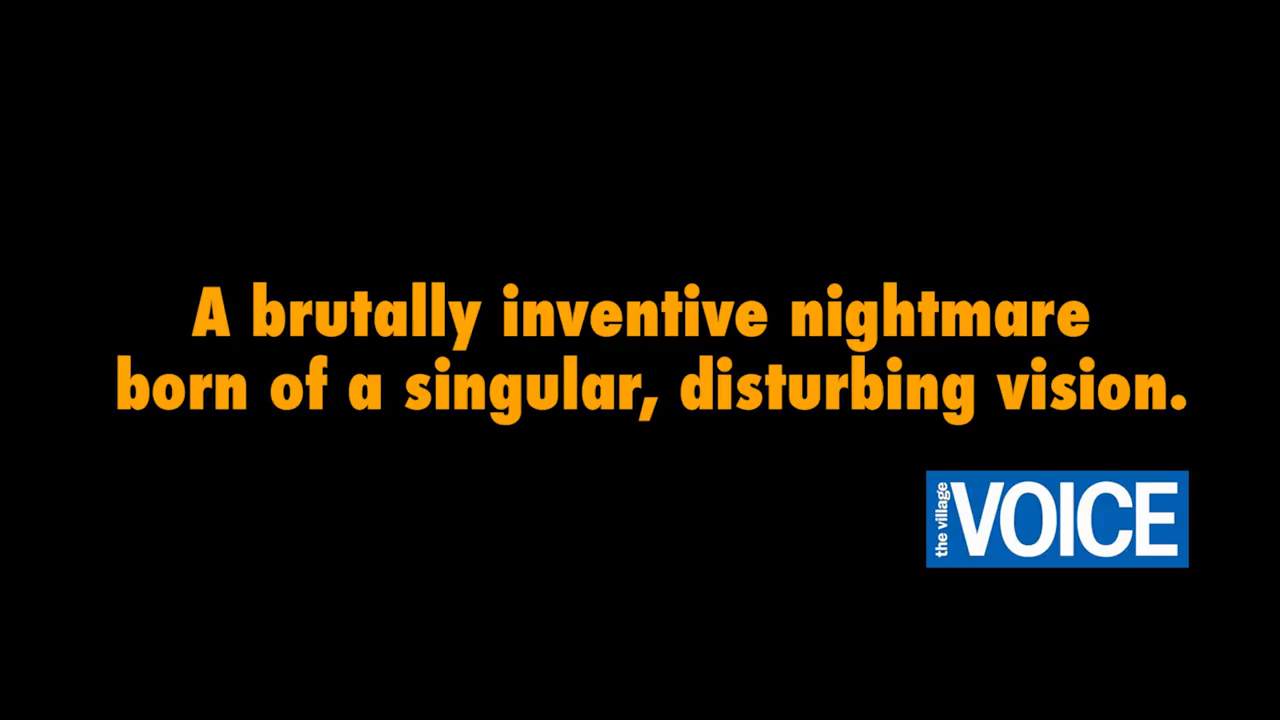 A brutally inventive nightmare
born of a singular, disturbing vision.
the village VOICE